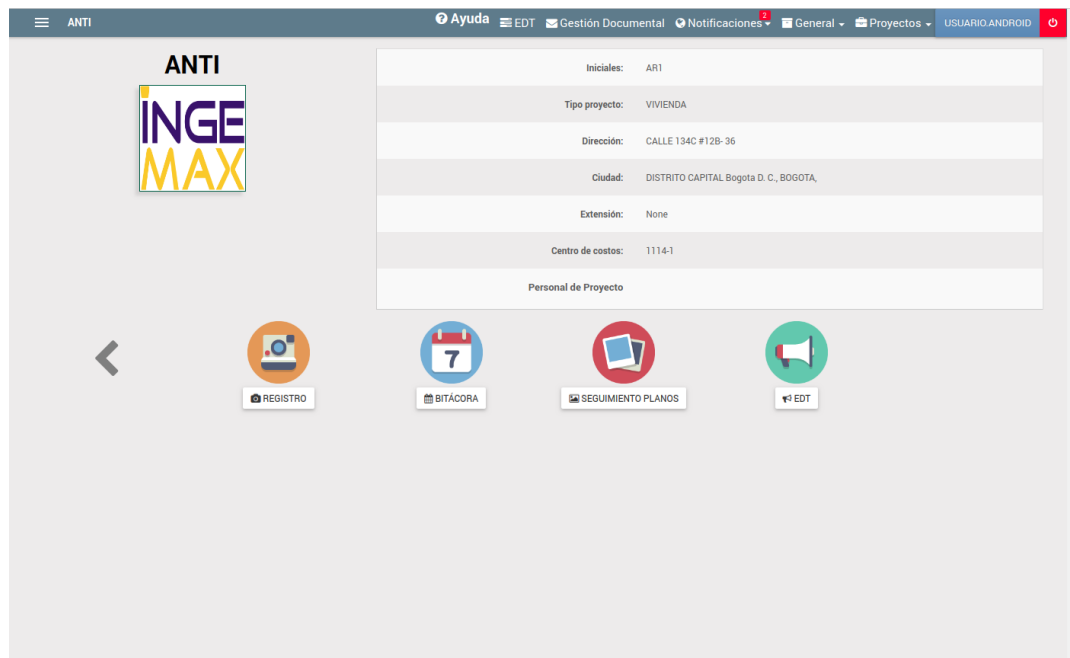 ANTI
Ayuda EDT Gestión Documental Notificaciones 2 General Proyectos USUARIO.ANDROID
ANTI
INGE
MAX
Iniciales: AR1
Tipo proyecto: VIVIENDA
Dirección: CALLE 134C #12B- 36
Ciudad: DISTRITO CAPITAL Bogota D. C., BOGOTA,
Extensión: None
Centro de costos: 1114-1
Personal de Proyecto
7
REGISTRO
BITÁCORA
SEGUIMIENTO PLANOS
EDT